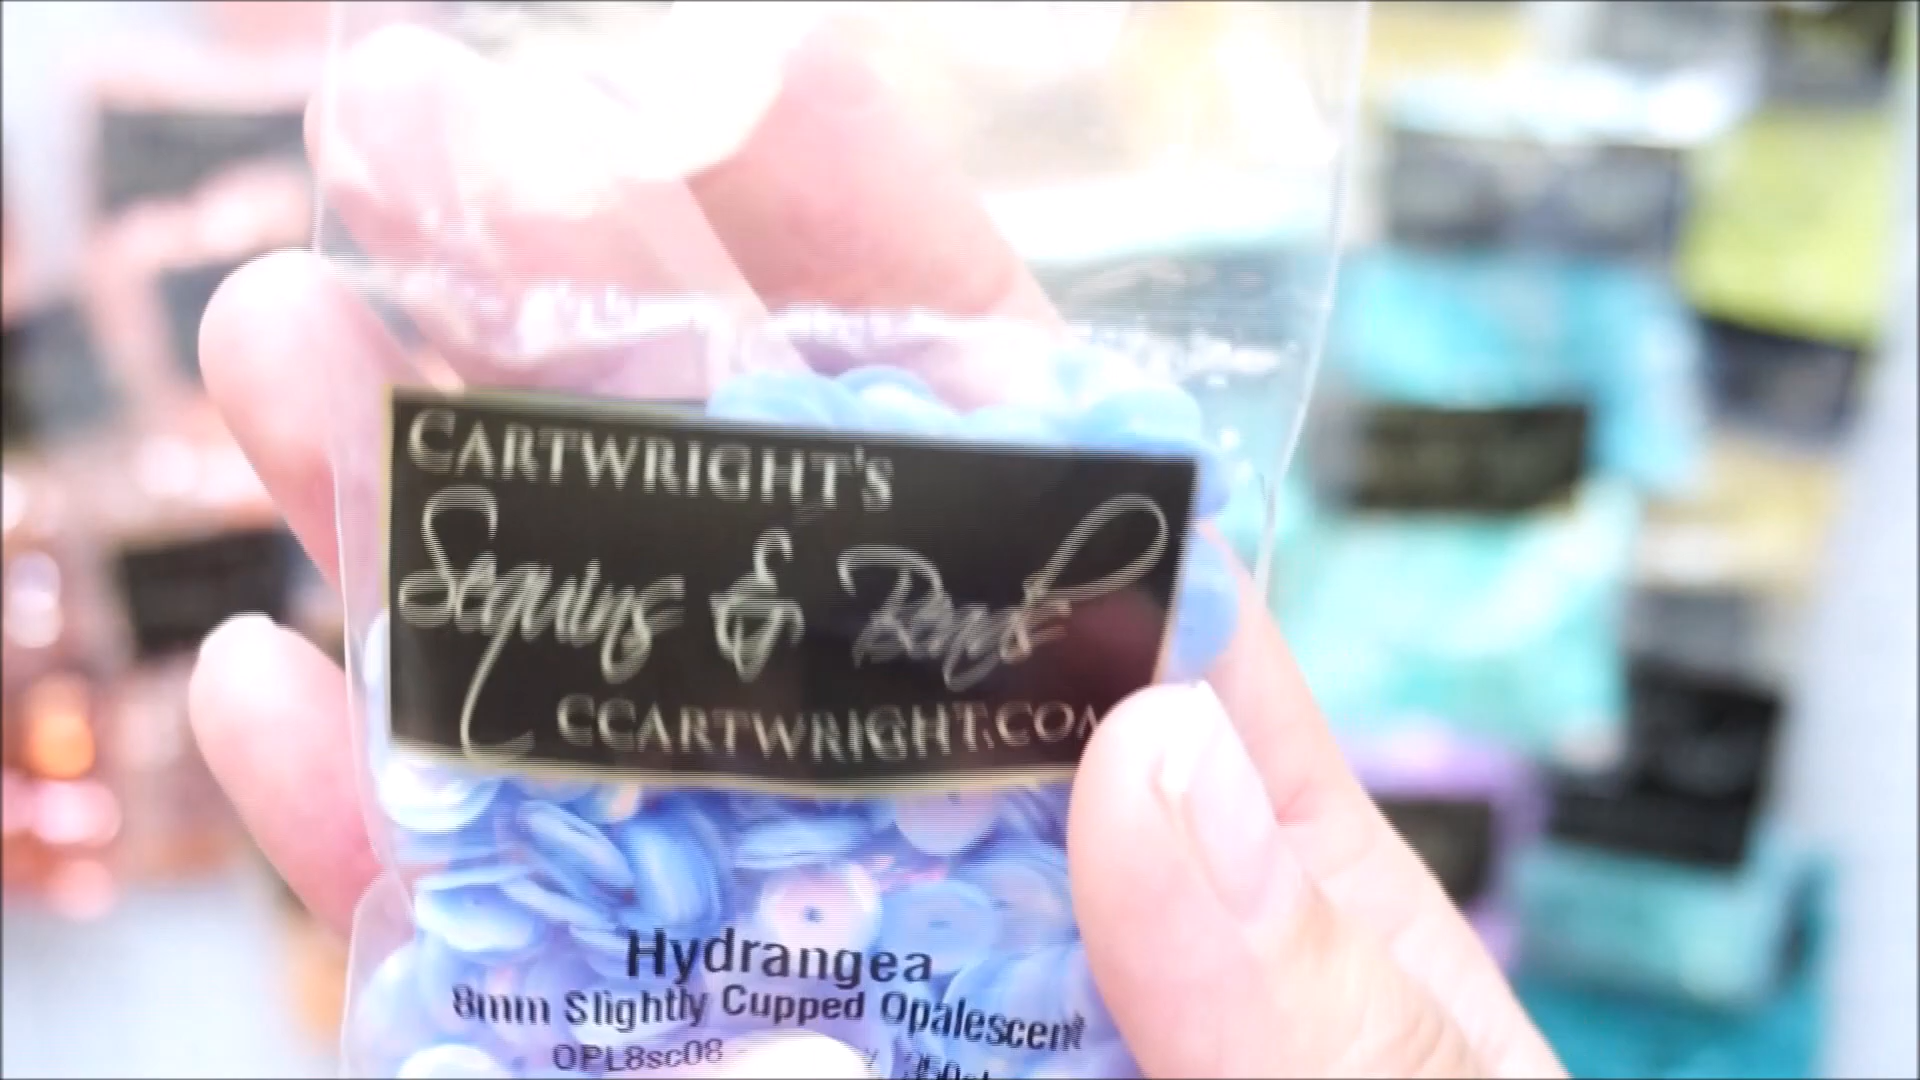 CARTWRIGHT'S
Sequins & Beads
CCARTWRIGHT.COM
Hydrangea
8mm Slightly Cupped Opalescent
OPL8sc08